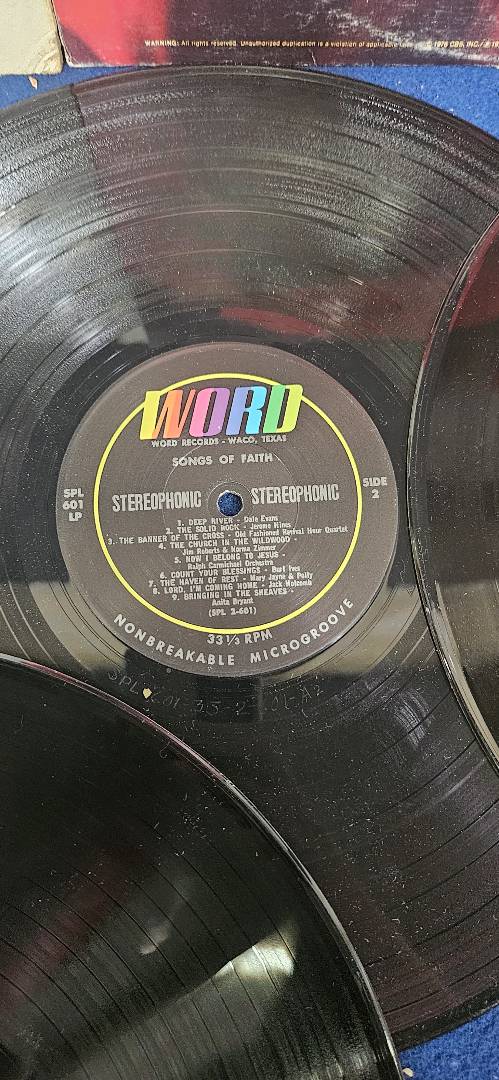 WARNING: All rights reserved. Unauthorized duplication is a violation of applicable laws. © 1976 CBS, INC./
WORD
WORD RECORDS - WACO, TEXAS
SONGS OF FAITH
SPL
601
LP
STEREOPHONIC STEREOPHONIC
SIDE
2
1. DEEP RIVER - Dale Evans
2. THE SOLID ROCK - Jerome Hines
3. THE BANNER OF THE CROSS - Old Fashioned Revival Hour Quartet
4. THE CHURCH IN THE WILDWOOD -
Jim Roberts & Norma Zimmer
5. NOW I BELONG TO JESUS -
Ralph Carmichael Orchestra
6. COUNT YOUR BLESSINGS - Burl Ives
7. THE HAVEN OF REST - Mary Jayne & Polly
8. LORD, I'M COMING HOME - Jack Holcomb
9. BRINGING IN THE SHEAVES -
Anita Bryant
(SPL 2-601)
33 1/3 RPM
NONBREAKABLE MICROGROOVE